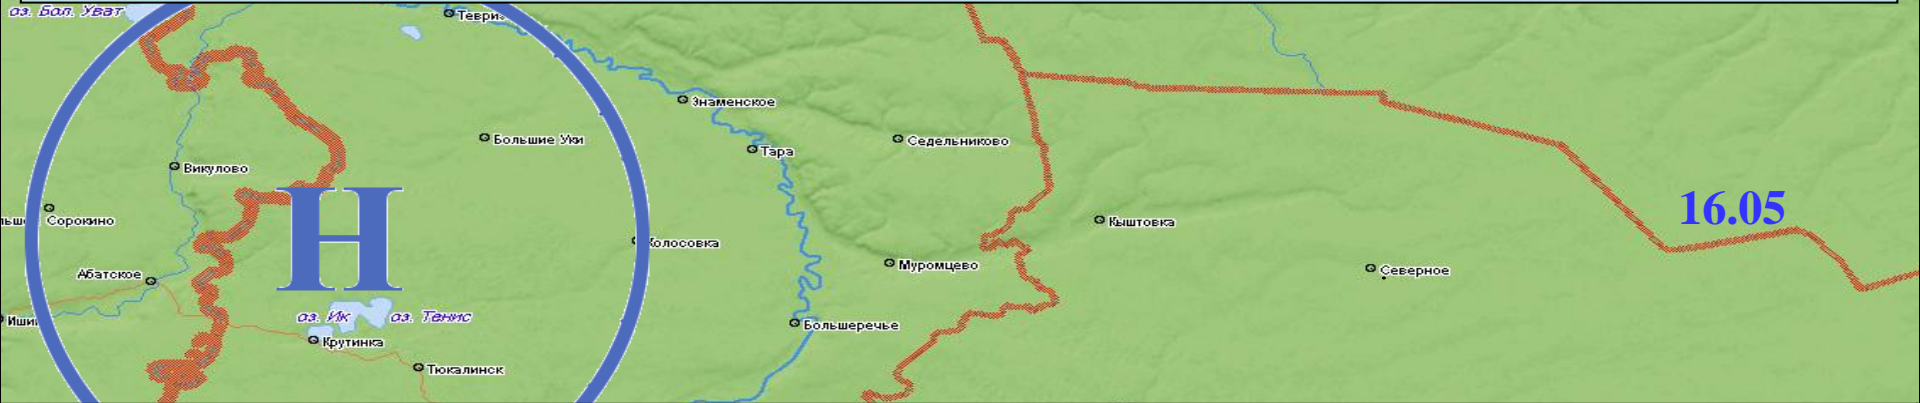 оз. Бол. Уват
Тевриз
Знаменское
Большие Уки
Тара
Седельниково
Викулово
Сорокино
16.05
Кыштовка
Н
Колосовка
Муромцево
Северное
Абатское
оз. Ик
оз. Тенис
Большеречье
Крутинка
Тюкалинск